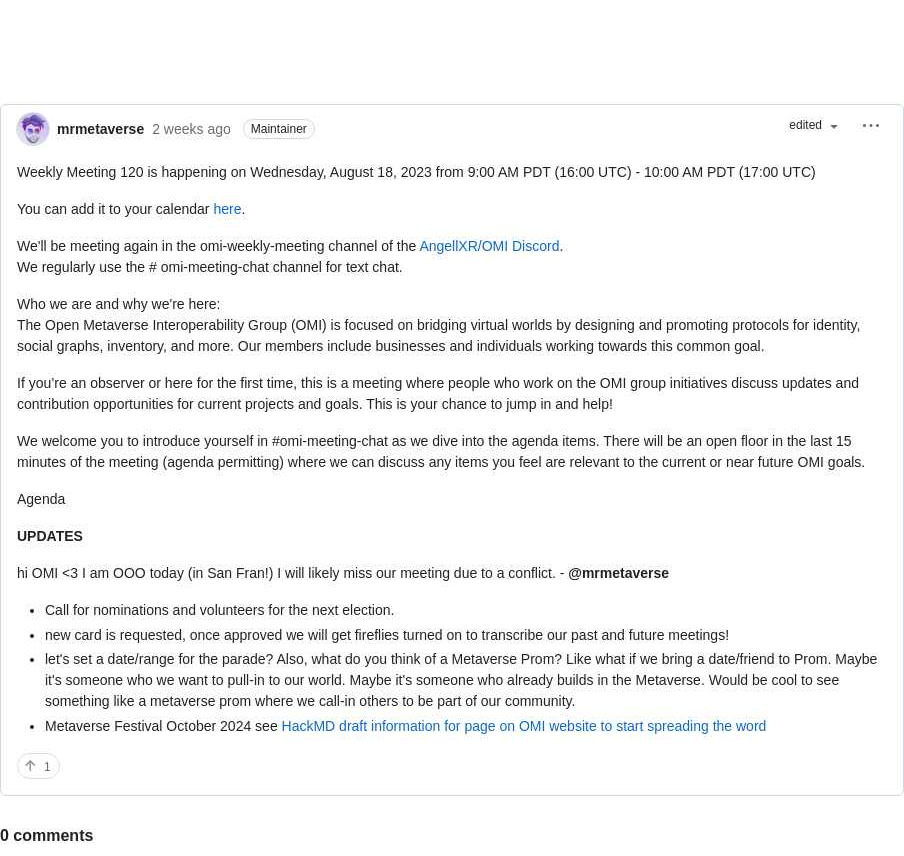 mrmetaverse 2 weeks ago Maintainer edited
Weekly Meeting 120 is happening on Wednesday, August 18, 2023 from 9:00 AM PDT (16:00 UTC) - 10:00 AM PDT (17:00 UTC)
You can add it to your calendar here.
We'll be meeting again in the omi-weekly-meeting channel of the AngellXR/OMI Discord.
We regularly use the # omi-meeting-chat channel for text chat.
Who we are and why we're here:
The Open Metaverse Interoperability Group (OMI) is focused on bridging virtual worlds by designing and promoting protocols for identity,
social graphs, inventory, and more. Our members include businesses and individuals working towards this common goal.
If you're an observer or here for the first time, this is a meeting where people who work on the OMI group initiatives discuss updates and
contribution opportunities for current projects and goals. This is your chance to jump in and help!
We welcome you to introduce yourself in #omi-meeting-chat as we dive into the agenda items. There will be an open floor in the last 15
minutes of the meeting (agenda permitting) where we can discuss any items you feel are relevant to the current or near future OMI goals.
Agenda
UPDATES
hi OMI <3 I am OOO today (in San Fran!) I will likely miss our meeting due to a conflict. - @mrmetaverse
• Call for nominations and volunteers for the next election.
• new card is requested, once approved we will get fireflies turned on to transcribe our past and future meetings!
• let's set a date/range for the parade? Also, what do you think of a Metaverse Prom? Like what if we bring a date/friend to Prom. Maybe
it's someone who we want to pull-in to our world. Maybe it's someone who already builds in the Metaverse. Would be cool to see
something like a metaverse prom where we call-in others to be part of our community.
• Metaverse Festival October 2024 see HackMD draft information for page on OMI website to start spreading the word
↑ 1
0 comments